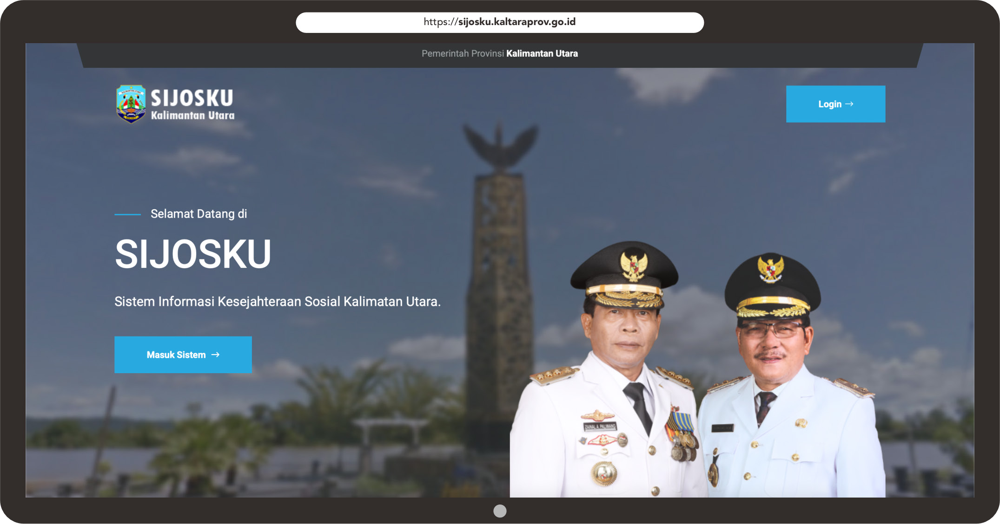 https://sijosku.kaltaraprov.go.id
Pemerintah Provinsi Kalimantan Utara
SIJOSKU
Kalimantan Utara
Login →
Selamat Datang di
SIJOSKU
Sistem Informasi Kesejahteraan Sosial Kalimatan Utara.
Masuk Sistem →
ZAINAL A. PALIWANG